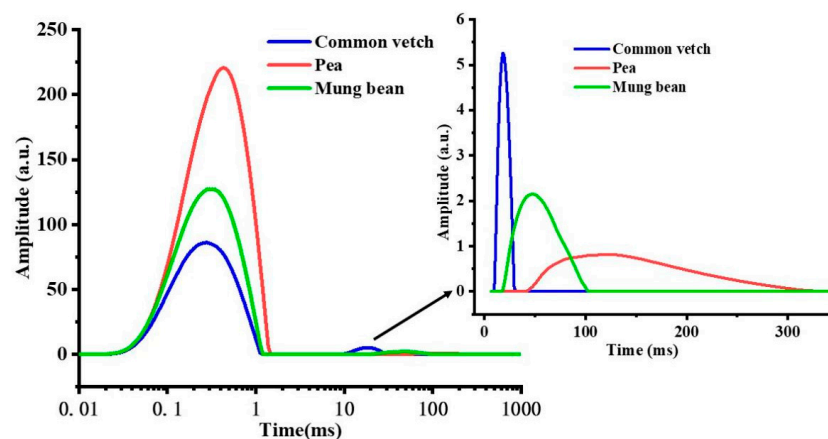 Common vetch
Pea
Mung bean
Amplitude (a.u.)
250
200
150
100
50
0
0. 01
0. 1
1
10
100
1000
Time(ms)
Common vetch
Pea
Mung bean
Amplitude (a.u.)
6
5
4
3
2
1
0
0
100
200
300
Time (ms)